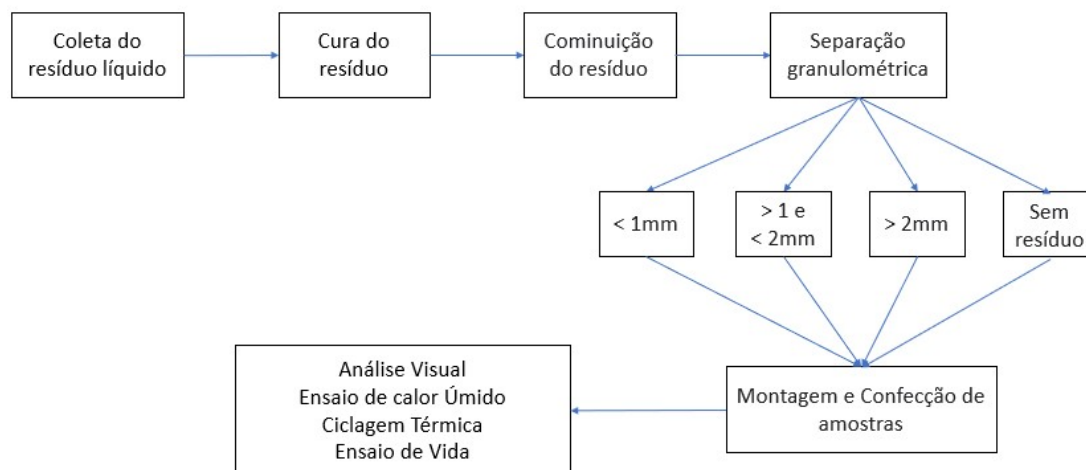 Coleta do
resíduo líquido
Cura do
resíduo
Cominuição
do resíduo
Separação
granulométrica
< 1mm
> 1 e
< 2mm
> 2mm
Sem
resíduo
Montagem e Confecção de
amostras
Análise Visual
Ensaio de calor Úmido
Ciclagem Térmica
Ensaio de Vida